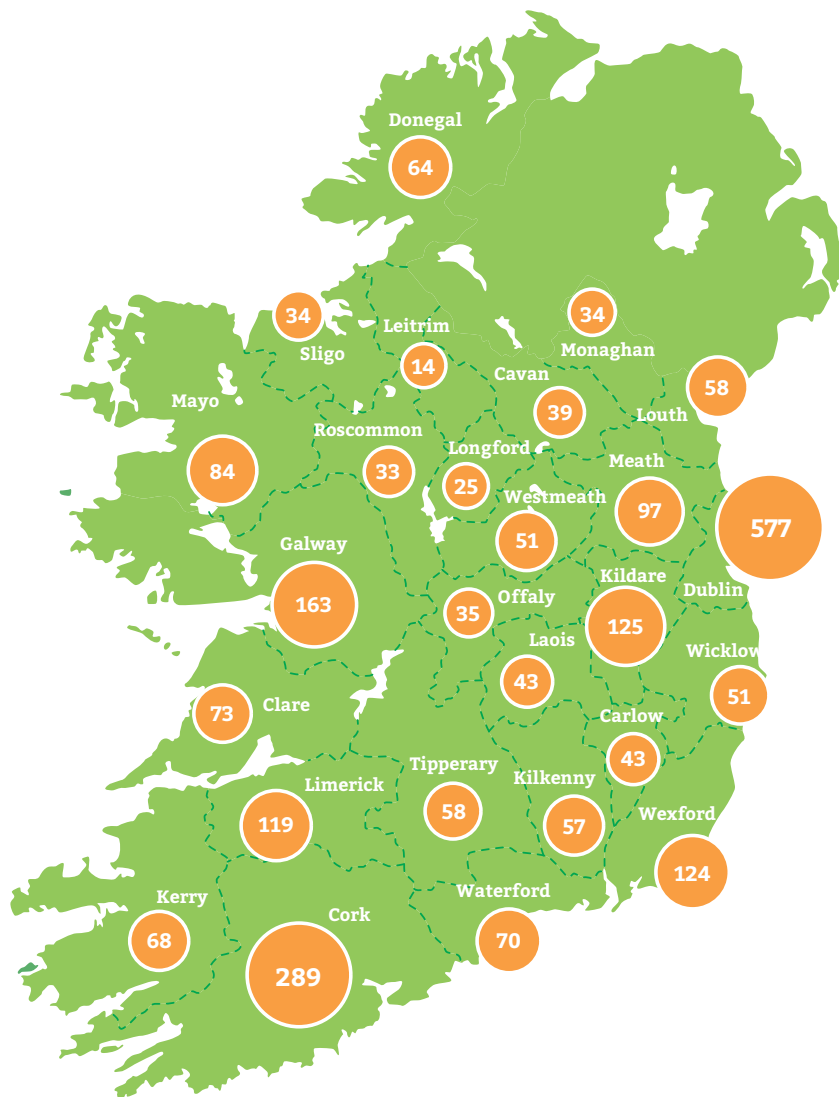 Donegal
64
34
Sligo
Leitrim
14
34
Monaghan
Cavan
39
58
Louth
Mayo
84
Roscommon
33
Longford
25
Westmeath
51
Meath
97
577
Dublin
Galway
163
35
Offaly
Kildare
125
Laois
43
Wicklow
51
73
Clare
Carlow
43
Limerick
119
Tipperary
58
Kilkenny
57
Wexford
124
Kerry
68
Cork
289
Waterford
70